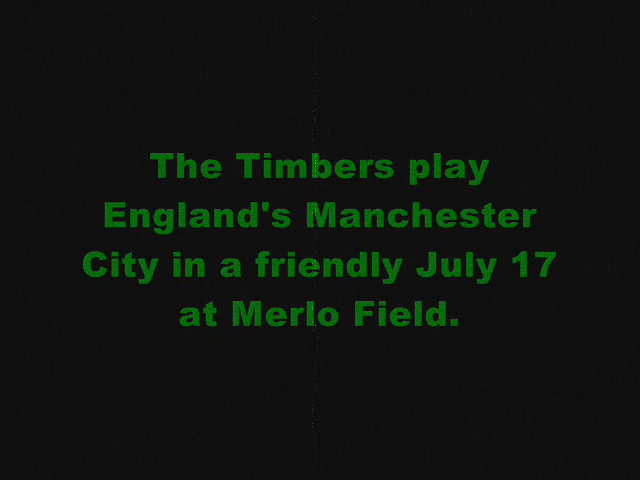 The Timbers play
England's Manchester
City in a friendly July 17
at Merlo Field.